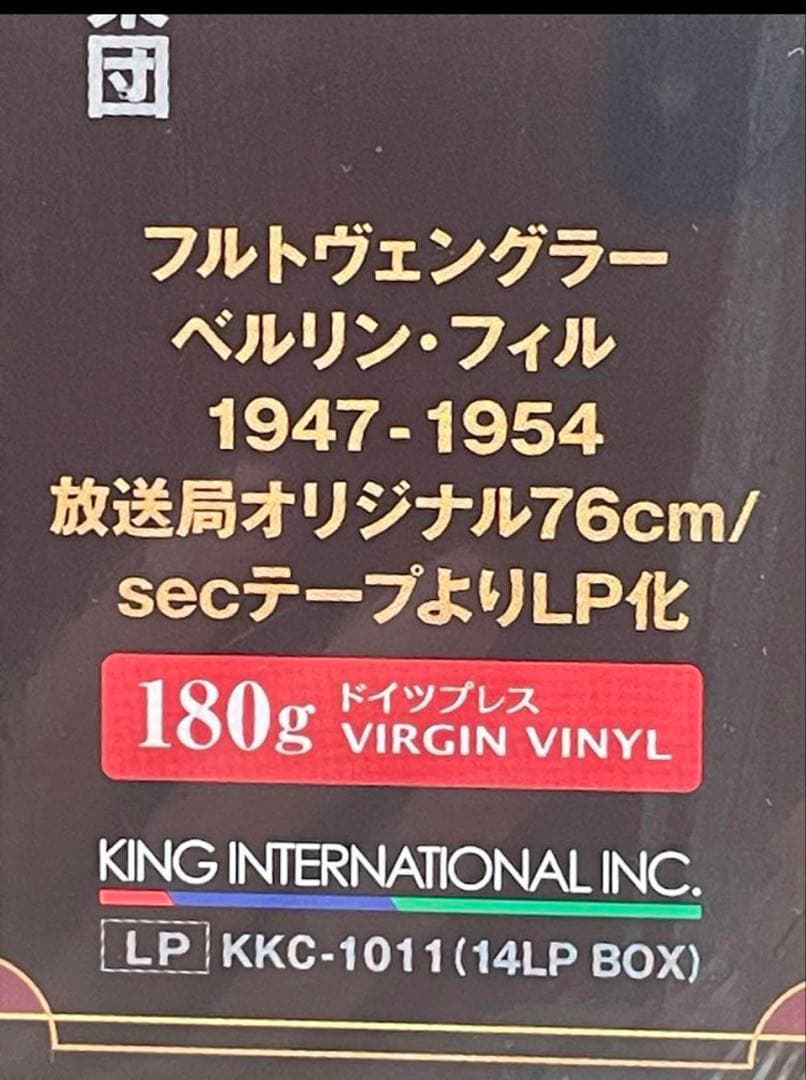 団
フルトヴェングラー
ベルリン・フィル
1947-1954
放送局オリジナル76cm/
secテープよりLP化
180g ドイツプレス
VIRGIN VINYL
KING INTERNATIONAL INC.
LP KKC-1011(14LP BOX)